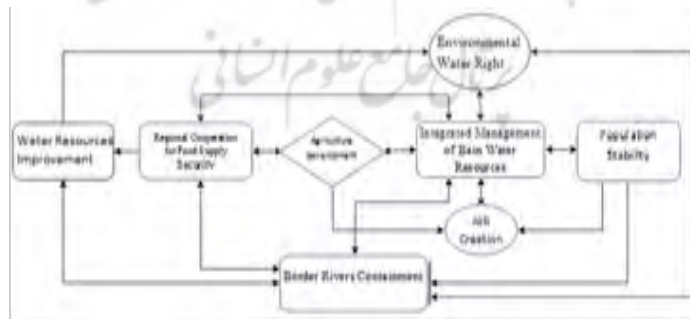 Environmental
Water Right
Water Resources
Improvement
Regional Cooperation
for Food Supply
Security
Agriculture
Integrated Management
of Basin Water
Resources
Population
Stability
Job
Creation
Border Rivers Containment